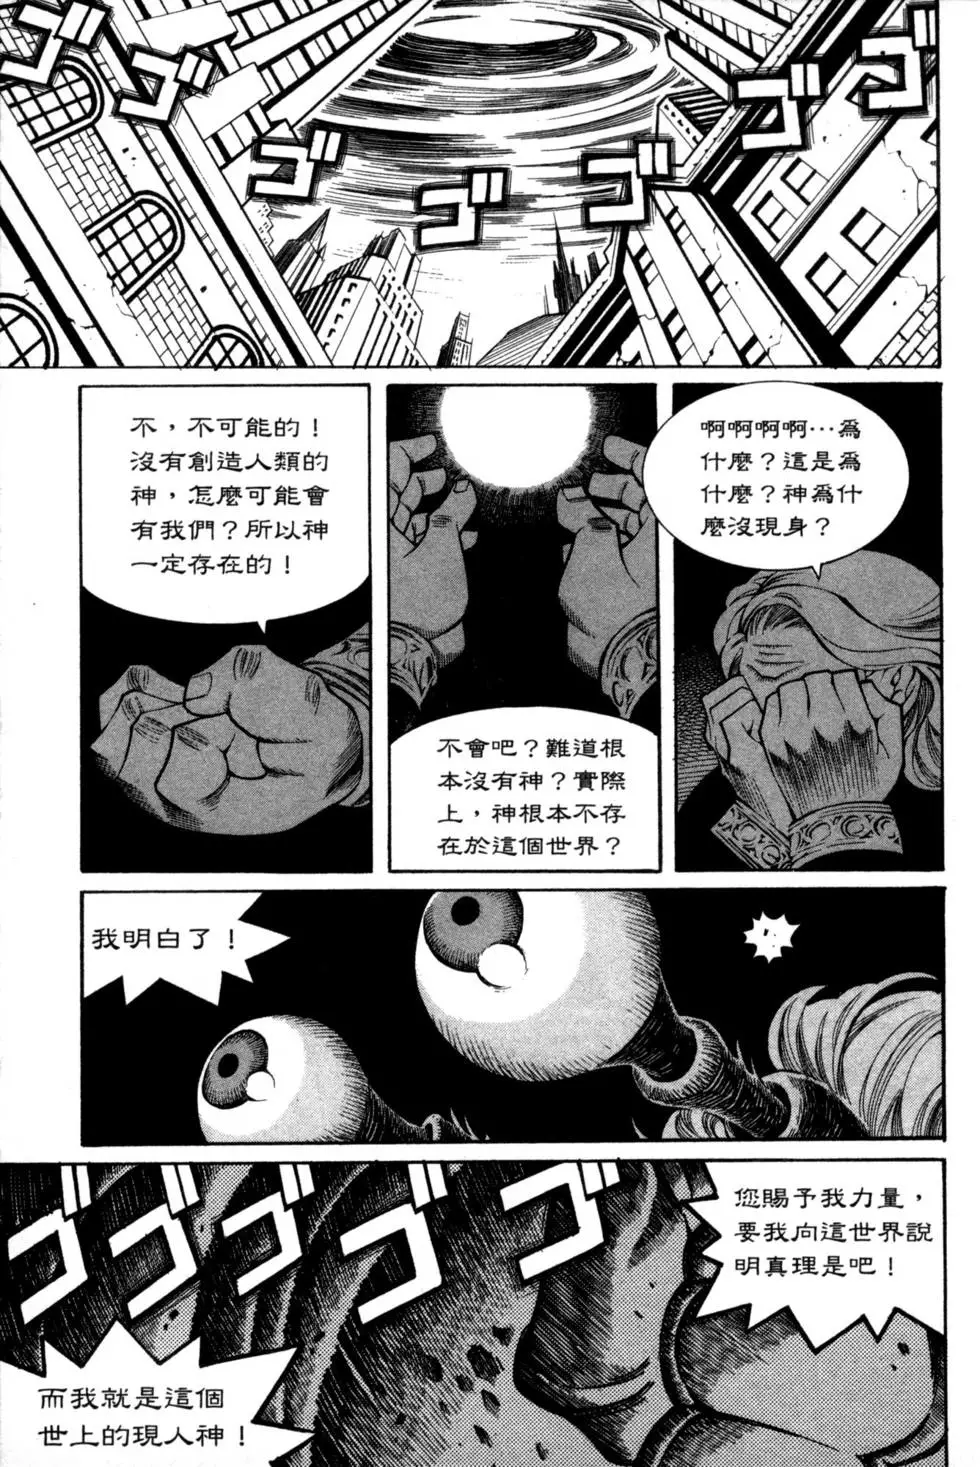 ゴ
ゴ
ゴ
ゴ
ゴ
ゴ
ゴ
啊啊啊啊…為
什麼？這是為
什麼？神為什
麼沒現身？
不會吧？難道根
本沒有神？實際
上，神根本不存
在於這個世界？
不，不可能的！
沒有創造人類的
神，怎麼可能會
有我們？所以神
一定存在的！
我明白了！
您賜予我力量，
要我向這世界說
明真理是吧！
ゴ
ゴ
ゴ
ゴ
ゴ
而我就是這個
世上的現人神！